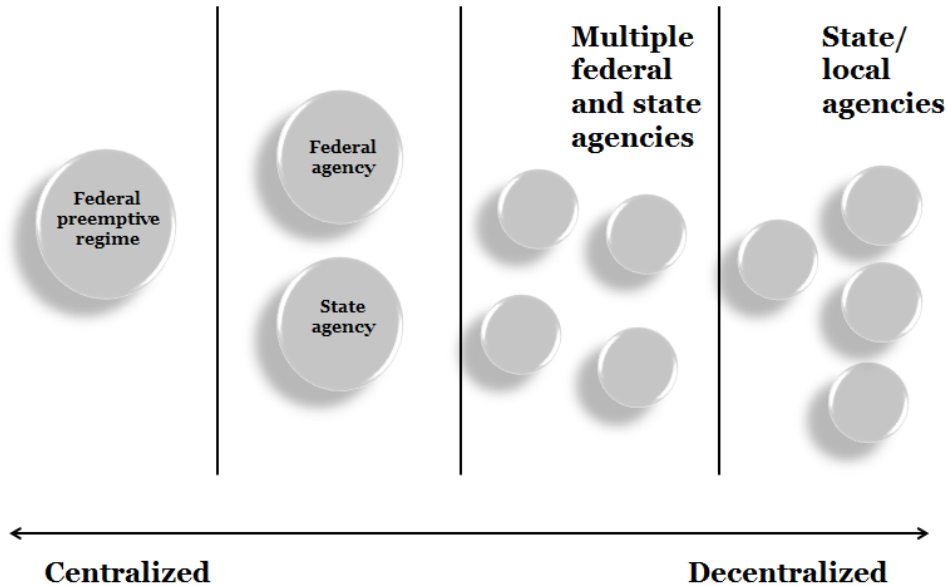 Federal
preemptive
regime
Federal
agency
State
agency
Multiple
federal
and state
agencies
State/
local
agencies
Centralized
Decentralized